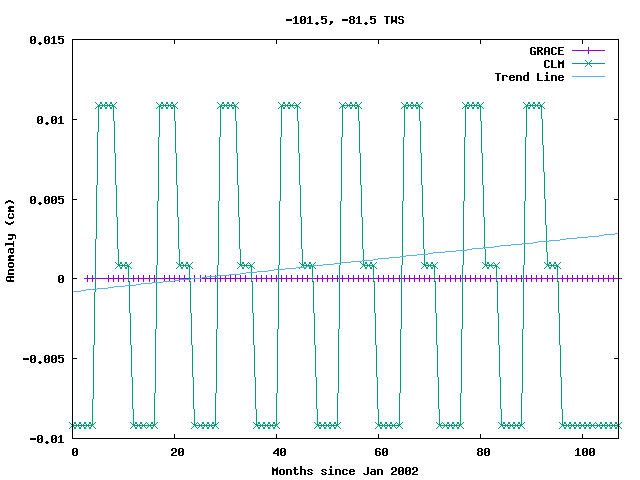 -101.5, -81.5 TWS
0.015
GRACE
CLM
Trend Line
0.01
0.005
Anomaly (cm)
0
-0.005
-0.01
0 20 40 60 80 100
Months since Jan 2002